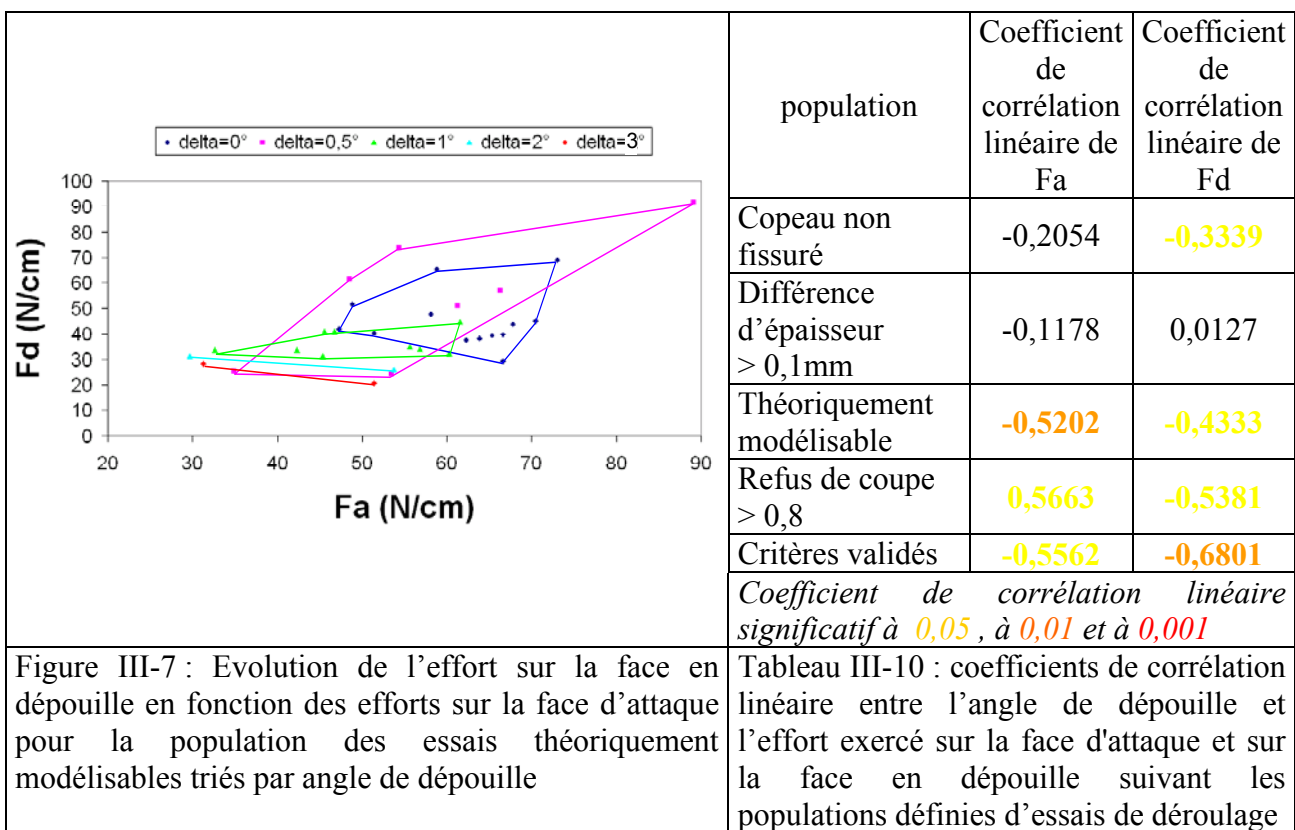 delta=0° delta=0,5° delta=1° delta=2° delta=3°
100
90
80
70
60
50
40
30
20
10
0
Fd (N/cm)
20 30 40 50 60 70 80 90
Fa (N/cm)
population
Coefficient
de
corrélation
linéaire de
Fa
Coefficient
de
corrélation
linéaire de
Fd
Copeau non
fissuré
-0,2054
-0,3339
Différence
d’épaisseur
> 0,1mm
-0,1178
0,0127
Théoriquement
modélisable
-0,5202
-0,4333
Refus de coupe
> 0,8
0,5663
-0,5381
Critères validés
-0,5562
-0,6801
Coefficient de corrélation linéaire
significatif à 0,05 , à 0,01 et à 0,001
Figure III-7 : Evolution de l’effort sur la face en
dépouille en fonction des efforts sur la face d’attaque
pour la population des essais théoriquement
modélisables triés par angle de dépouille
Tableau III-10 : coefficients de corrélation
linéaire entre l’angle de dépouille et
l’effort exercé sur la face d'attaque et sur
la face en dépouille suivant les
populations définies d’essais de déroulage